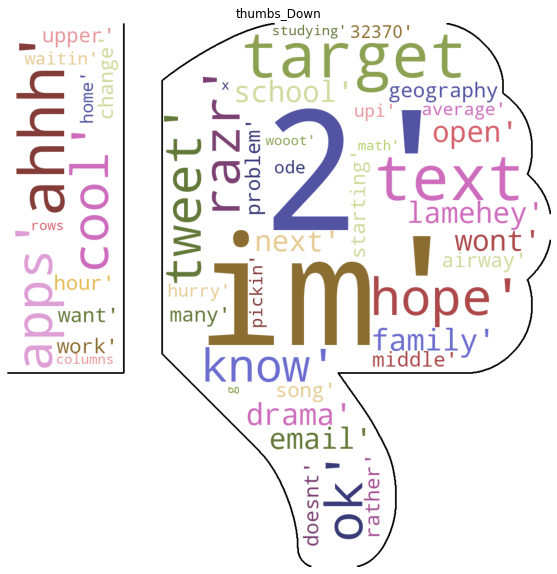 thumbs_Down
upper'
waitin'
change'
ahhh'
home'
cool'
rows
apps'
hour'
want'
work'
columns
studying'
32370'
target
x
school'
geography
razr'
problem'
wooot'
2'
upi'
average'
math'
open'
tweet'
ode
starting'
text
lamehey'
next'
wont'
airway'
im'
pickin'
hurry'
many'
hope'
family'
know'
middle'
gg
song'
drama'
email'
doesnt'
ok'
rather'